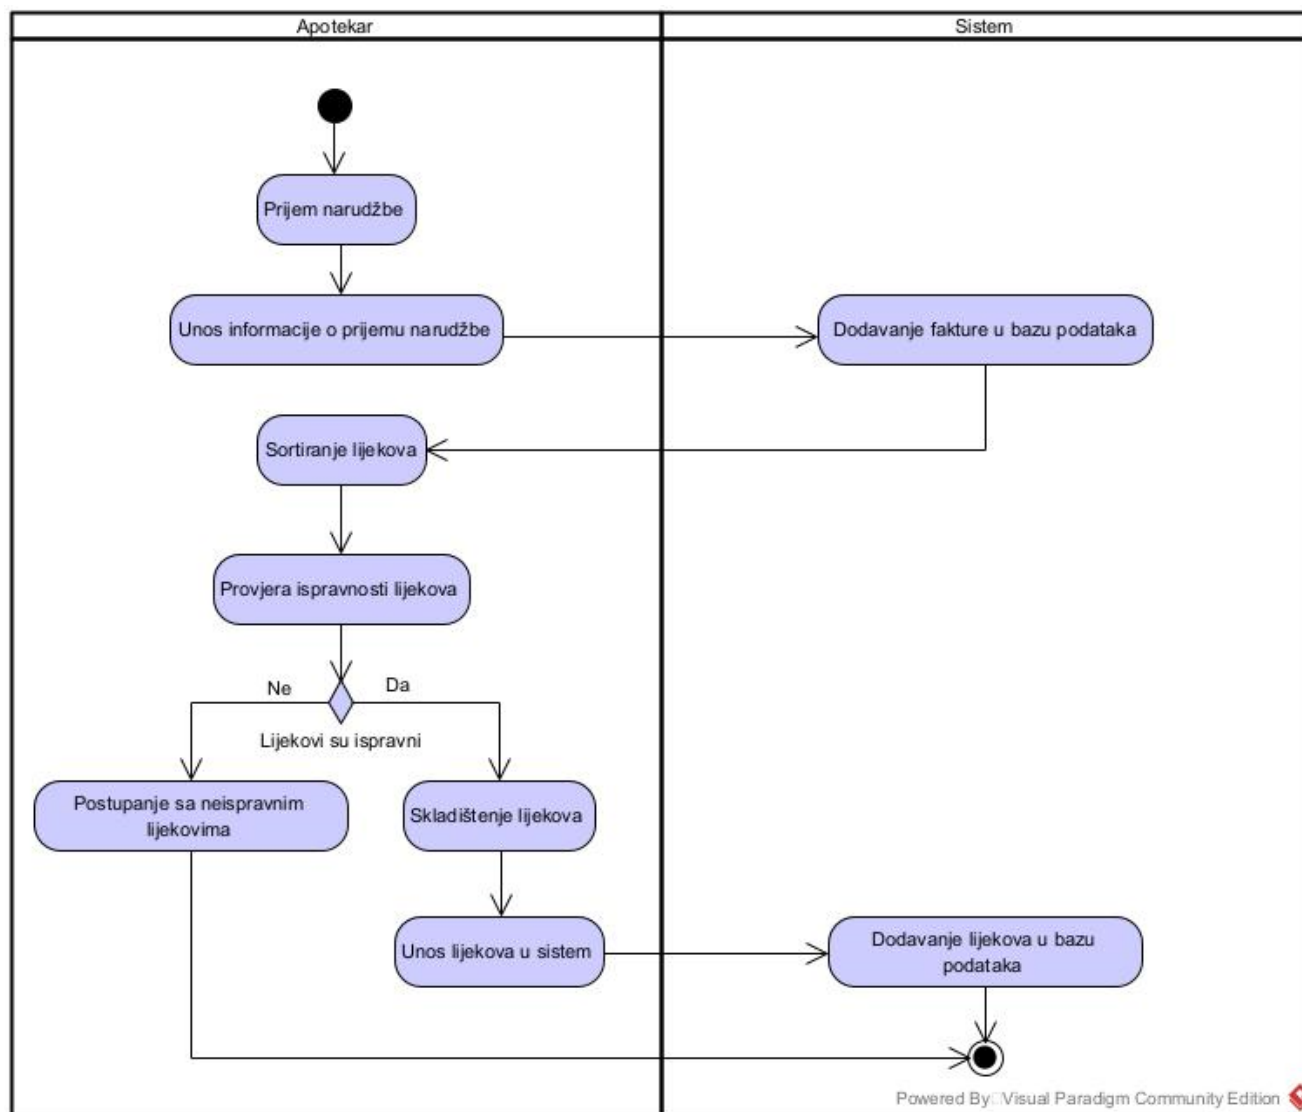 Apotekar
Sistem
Prijem narudžbe
Unos informacije o prijemu narudžbe
Dodavanje fakture u bazu podataka
Sortiranje lijekova
Provjera ispravnosti lijekova
Ne
Da
Lijekovi su ispravni
Postupanje sa neispravnim
lijekovima
Skladištenje lijekova
Unos lijekova u sistem
Dodavanje lijekova u bazu
podataka
Powered By Visual Paradigm Community Edition